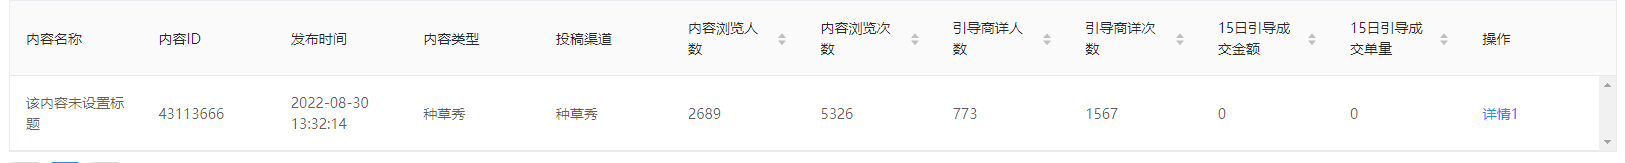 内容名称 内容ID 发布时间 内容类型 投稿渠道 内容浏览人数 内容浏览次数 引导商详人数 引导商详次数 15日引导成交金额 15日引导成交单量 操作
该内容未设置标题 43113666 2022-08-30 13:32:14 种草秀 种草秀 2689 5326 773 1567 0 0 详情1